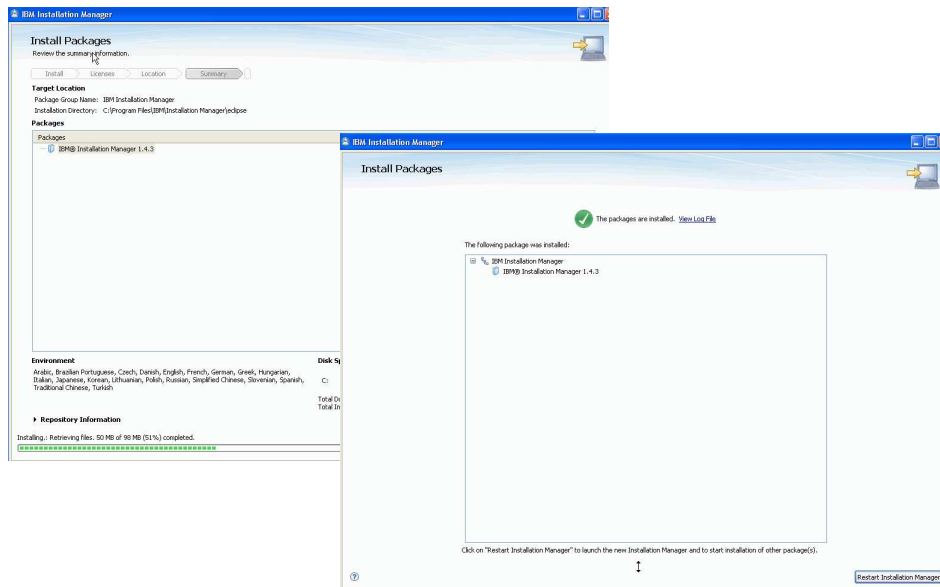 IBM Installation Manager
Install Packages
Review the summary information.
Install
Licenses
Location
Summary
Target Location
Package Group Name: IBM Installation Manager
Installation Directory: C:\Program Files\IBM\Installation Manager\eclipse
Packages
Packages
IBM® Installation Manager 1.4.3
Environment
Arabic, Brazilian Portuguese, Czech, Danish, English, French, German, Greek, Hungarian,
Italian, Japanese, Korean, Lithuanian, Polish, Russian, Simplified Chinese, Slovenian, Spanish,
Traditional Chinese, Turkish
Disk Sp
C:
Total Do
Total In
Repository Information
Installing.: Retrieving files. 50 MB of 98 MB (51%) completed.
IBM Installation Manager
Install Packages
The packages are installed. View Log File
The following package was installed:
IBM Installation Manager
IBM® Installation Manager 1.4.3
Click on "Restart Installation Manager" to launch the new Installation Manager and to start installation of other package(s).
Restart Installation Manager